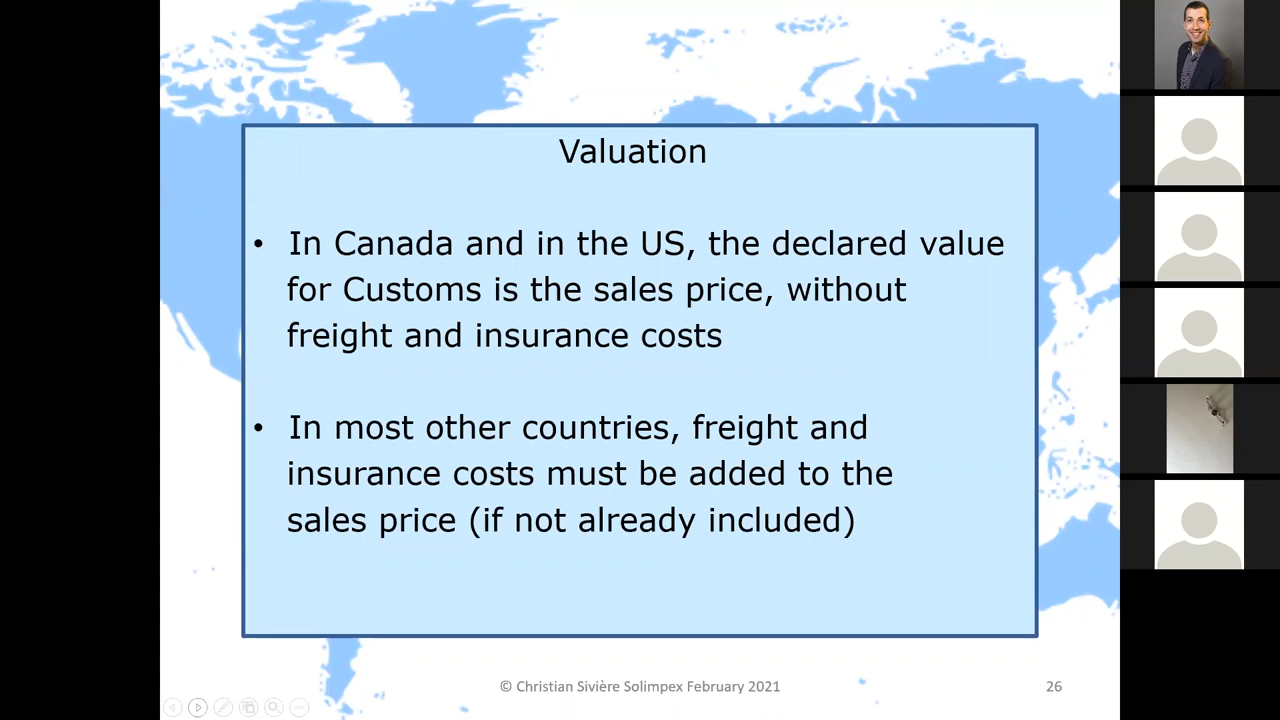 Valuation
• In Canada and in the US, the declared value
for Customs is the sales price, without
freight and insurance costs
• In most other countries, freight and
insurance costs must be added to the
sales price (if not already included)
© Christian Sivière Solimpex February 2021
26